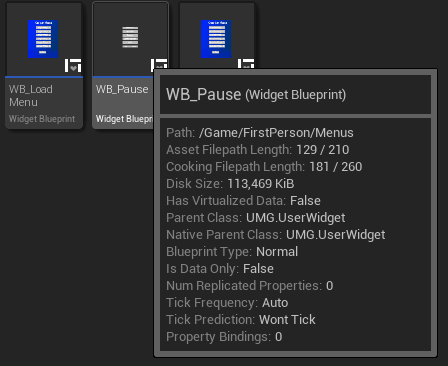 WB_Load
Menu
Widget Blueprint
WB_Pause
Widget Blueprin
WB_Pause (Widget Blueprint)
Path: /Game/FirstPerson/Menus
Asset Filepath Length: 129 / 210
Cooking Filepath Length: 181 / 260
Disk Size: 113,469 KiB
Has Virtualized Data: False
Parent Class: UMG.UserWidget
Native Parent Class: UMG.UserWidget
Blueprint Type: Normal
Is Data Only: False
Num Replicated Properties: 0
Tick Frequency: Auto
Tick Prediction: Wont Tick
Property Bindings: 0